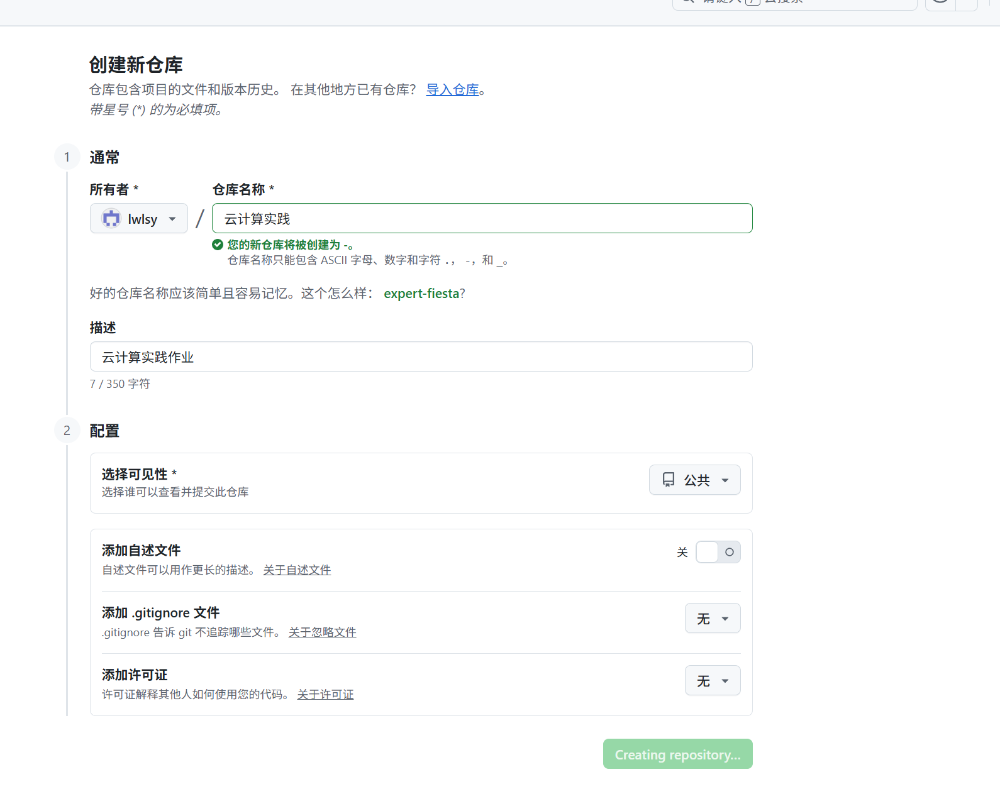 创建新仓库
仓库包含项目的文件和版本历史。 在其他地方已有仓库? 导入仓库。
带星号 (*) 的为必填项。
1 通常
所有者 * 仓库名称 *
lwlsy / 云计算实践
您的新仓库将被创建为 -。
仓库名称只能包含 ASCII 字母、数字和字符 ., -,和 _。
好的仓库名称应该简单且容易记忆。这个怎么样: expert-fiesta?
描述
云计算实践作业
7 / 350 字符
2 配置
选择可见性 *
选择谁可以查看并提交此仓库
公共
添加自述文件
自述文件可以用作更长的描述。 关于自述文件
关
添加 .gitignore 文件
.gitignore 告诉 git 不追踪哪些文件。 关于忽略文件
无
添加许可证
许可证解释其他人如何使用您的代码。 关于许可证
无
Creating repository...